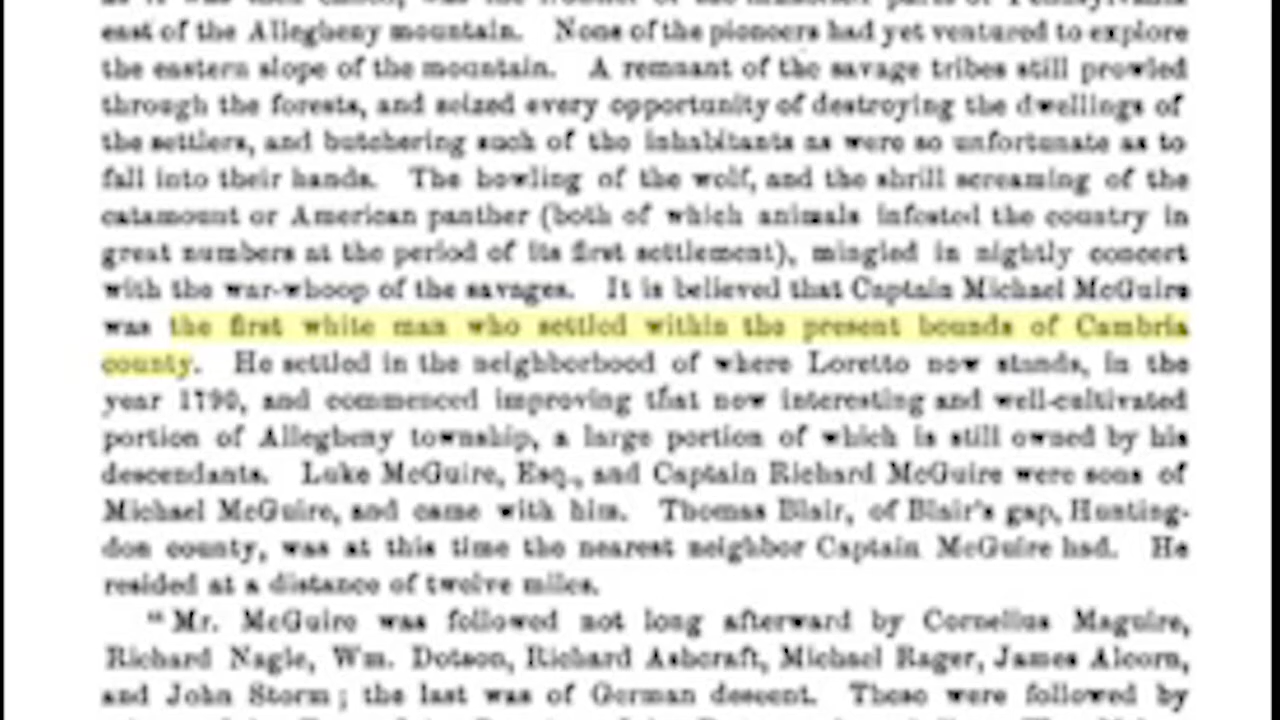 east of the Allegheny mountain. None of the pioneers had yet ventured to explore
the eastern slope of the mountain. A remnant of the savage tribes still prowled
through the forests, and seized every opportunity of destroying the dwellings of
the settlers, and butchering such of the inhabitants as were so unfortunate as to
fall into their hands. The howling of the wolf, and the shrill screaming of the
catamount or American panther (both of which animals infested the country in
great numbers at the period of its first settlement), mingled in nightly concert
with the war-whoop of the savages. It is believed that Captain Michael McGuire
was the first white man who settled within the present bounds of Cambria
county. He settled in the neighborhood of where Loretto now stands, in the
year 1790, and commenced improving that now interesting and well-cultivated
portion of Allegheny township, a large portion of which is still owned by his
descendants. Luke McGuire, Esq., and Captain Richard McGuire were sons of
Michael McGuire, and came with him. Thomas Blair, of Blair's gap, Hunting-
don county, was at this time the nearest neighbor Captain McGuire had. He
resided at a distance of twelve miles.
“ Mr. McGuire was followed not long afterward by Cornelius Maguire,
Richard Nagle, Wm. Dotson, Richard Ashcraft, Michael Rager, James Alcorn,
and John Storm ; the last was of German descent. These were followed by